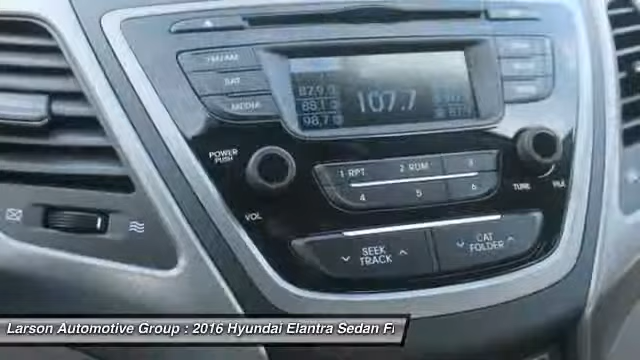 FM/AM
SAT
MEDIA
87.9
88.1
98.7
107.7
POWER
PUSH
VOL
1 RPT
2 RDM
3
4
5
6
TUNE
SEEK
TRACK
CAT
FOLDER
Larson Automotive Group : 2016 Hyundai Elantra Sedan Fr